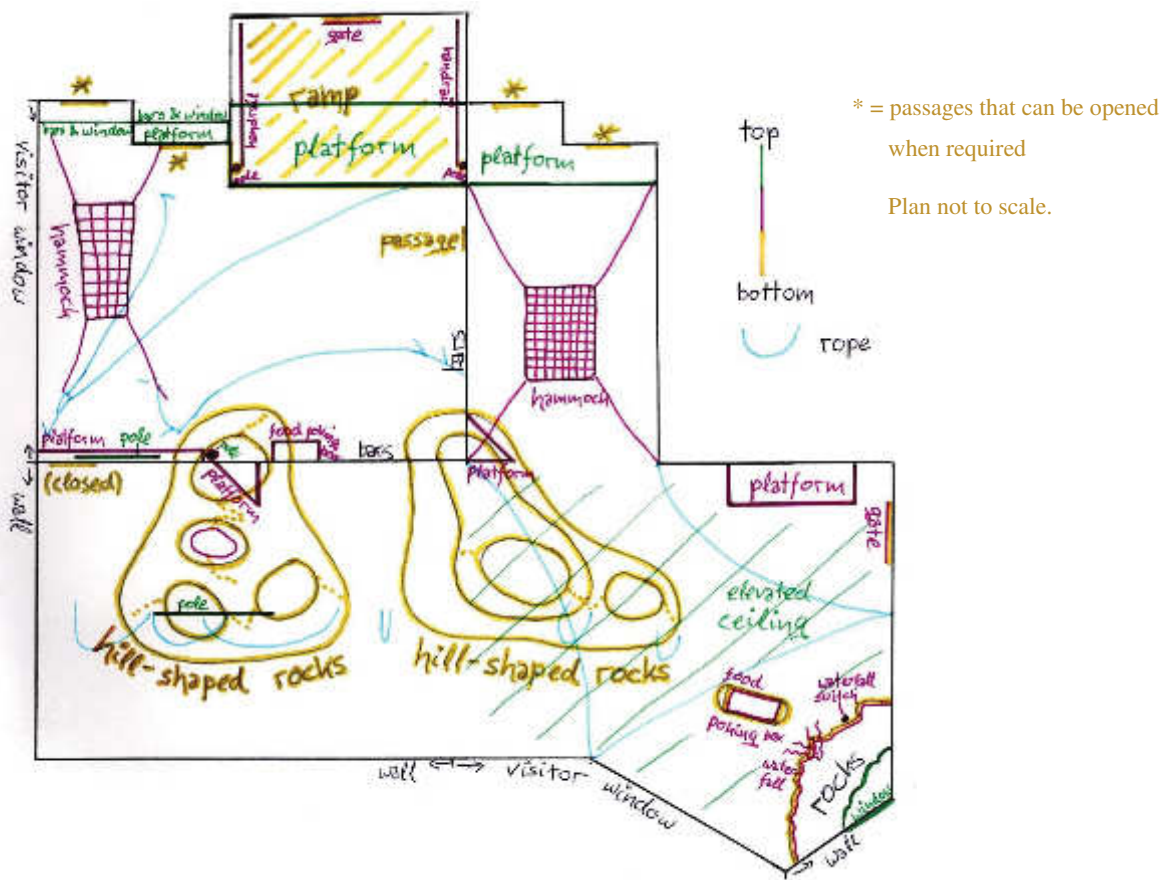 gate
handrail
handrail
ramp
*
*
*
*
bars & window
bars & window
platform
platform
platform
pole
pole
* = passages that can be opened
when required
Plan not to scale.
top
bottom
rope
visitor window
hammoch
passage
bars
hammoch
platform
pole
food poking
box
bars
(closed)
platform
platform
platform
wall
gate
elevated
ceiling
pole
hill-shaped rocks
hill-shaped rocks
food
poking box
waterfall
switch
water
fall
rocks
window
wall
wall ↔ visitor window